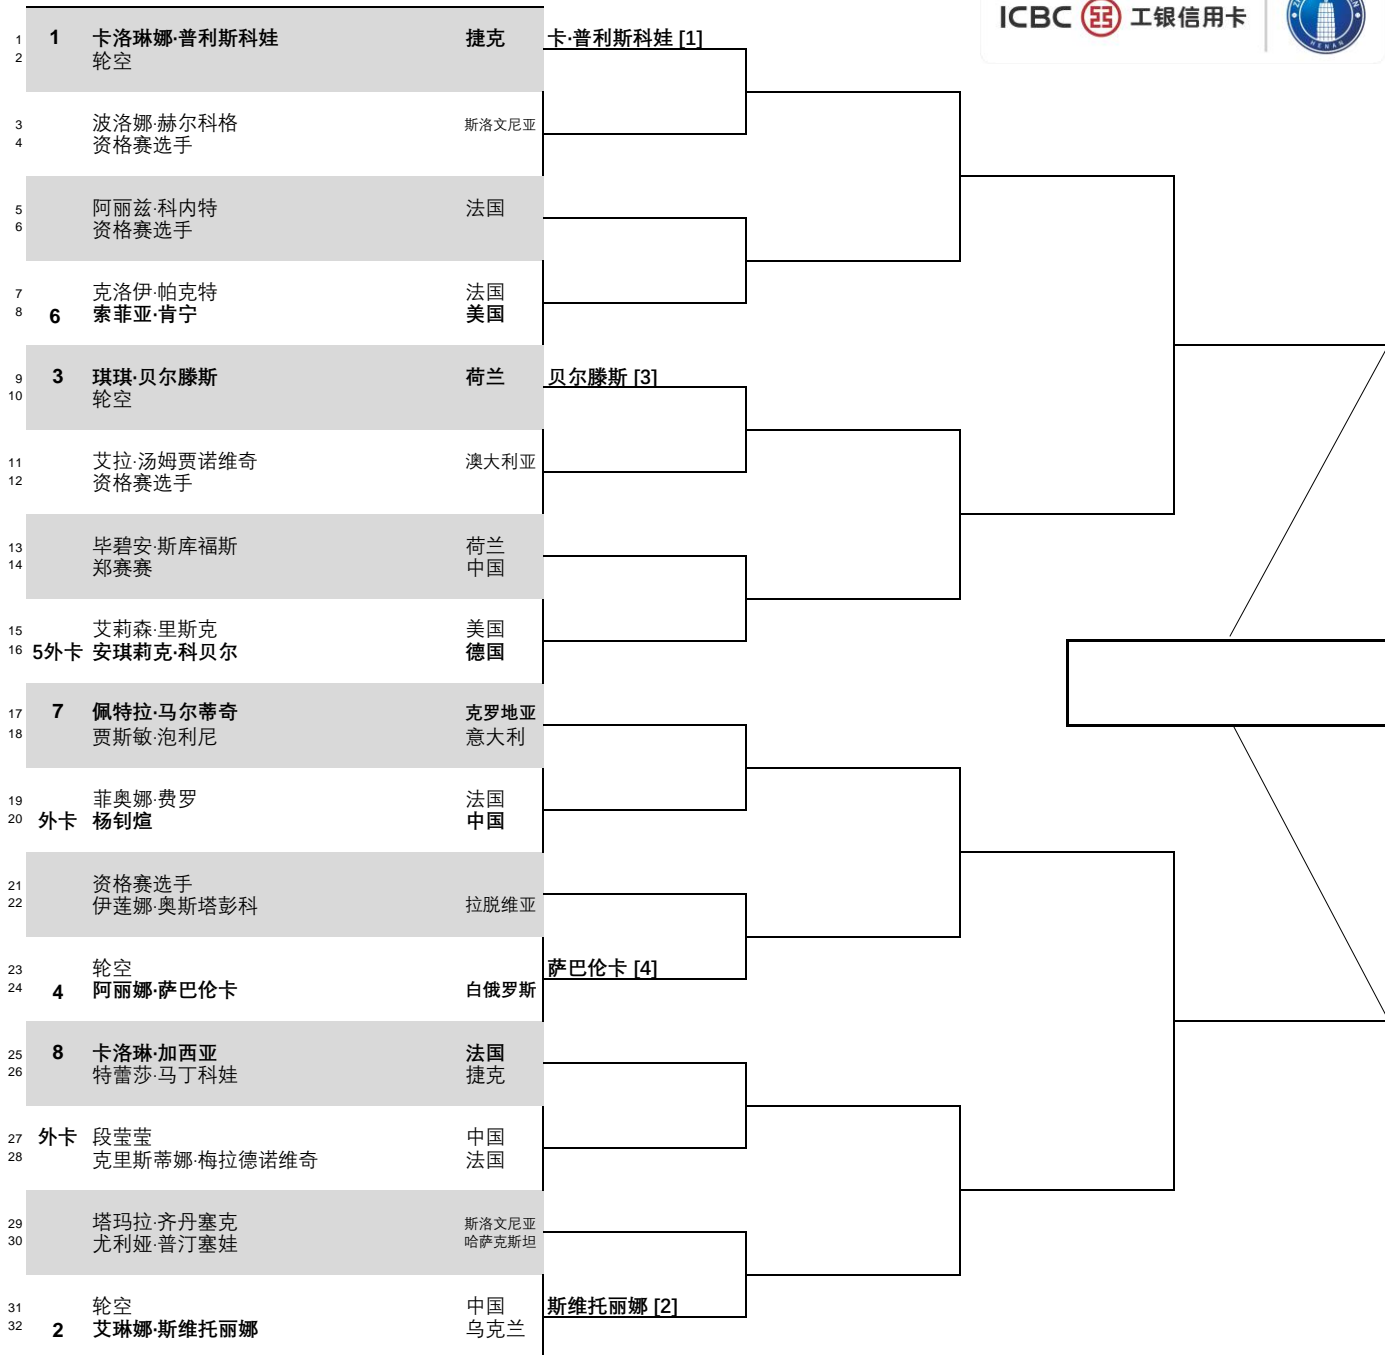 ICBC 工银信用卡
HENAN
1 1 卡洛琳娜·普利斯科娃 捷克 卡·普利斯科娃 [1]
2 轮空
3 波洛娜·赫尔科格 斯洛文尼亚
4 资格赛选手
5 阿丽兹·科内特 法国
6 资格赛选手
7 克洛伊·帕克特 法国
8 6 索菲亚·肯宁 美国
9 3 琪琪·贝尔滕斯 荷兰 贝尔滕斯 [3]
10 轮空
11 艾拉·汤姆贾诺维奇 澳大利亚
12 资格赛选手
13 毕碧安·斯库福斯 荷兰
14 郑赛赛 中国
15 艾莉森·里斯克 美国
16 5外卡 安琪莉克·科贝尔 德国
17 7 佩特拉·马尔蒂奇 克罗地亚
18 贾斯敏·泡利尼 意大利
19 菲奥娜·费罗 法国
20 外卡 杨钊煊 中国
21 资格赛选手
22 伊莲娜·奥斯塔彭科 拉脱维亚
23 轮空 萨巴伦卡 [4]
24 4 阿丽娜·萨巴伦卡 白俄罗斯
25 8 卡洛琳·加西亚 法国
26 特蕾莎·马丁科娃 捷克
27 外卡 段莹莹 中国
28 克里斯蒂娜·梅拉德诺维奇 法国
29 塔玛拉·齐丹塞克 斯洛文尼亚
30 尤利娅·普汀塞娃 哈萨克斯坦
31 轮空 中国 斯维托丽娜 [2]
32 2 艾琳娜·斯维托丽娜 乌克兰